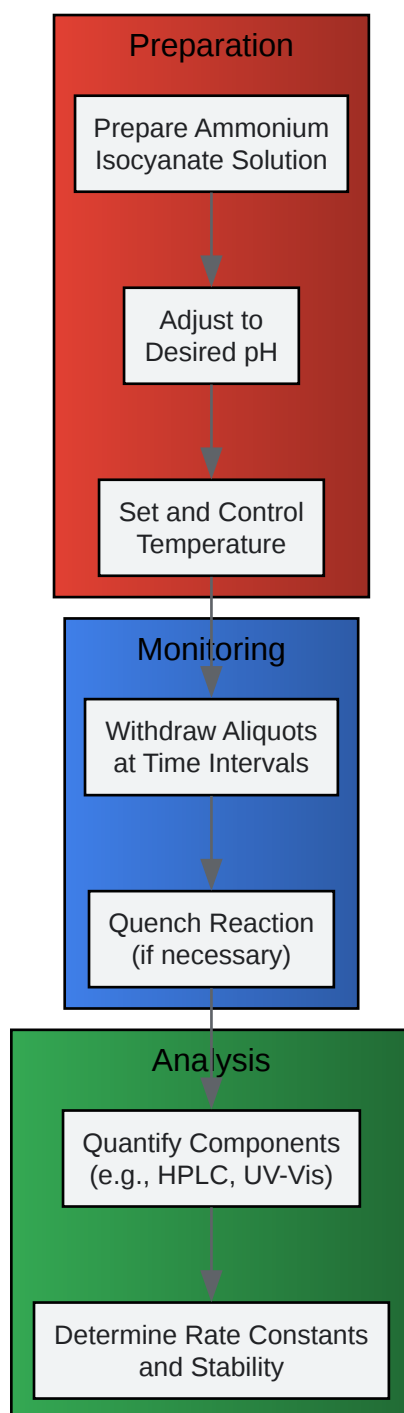 Preparation
Prepare Ammonium
Isocyanate Solution
Adjust to
Desired pH
Set and Control
Temperature
Monitoring
Withdraw Aliquots
at Time Intervals
Quench Reaction
(if necessary)
Analysis
Quantify Components
(e.g., HPLC, UV-Vis)
Determine Rate Constants
and Stability